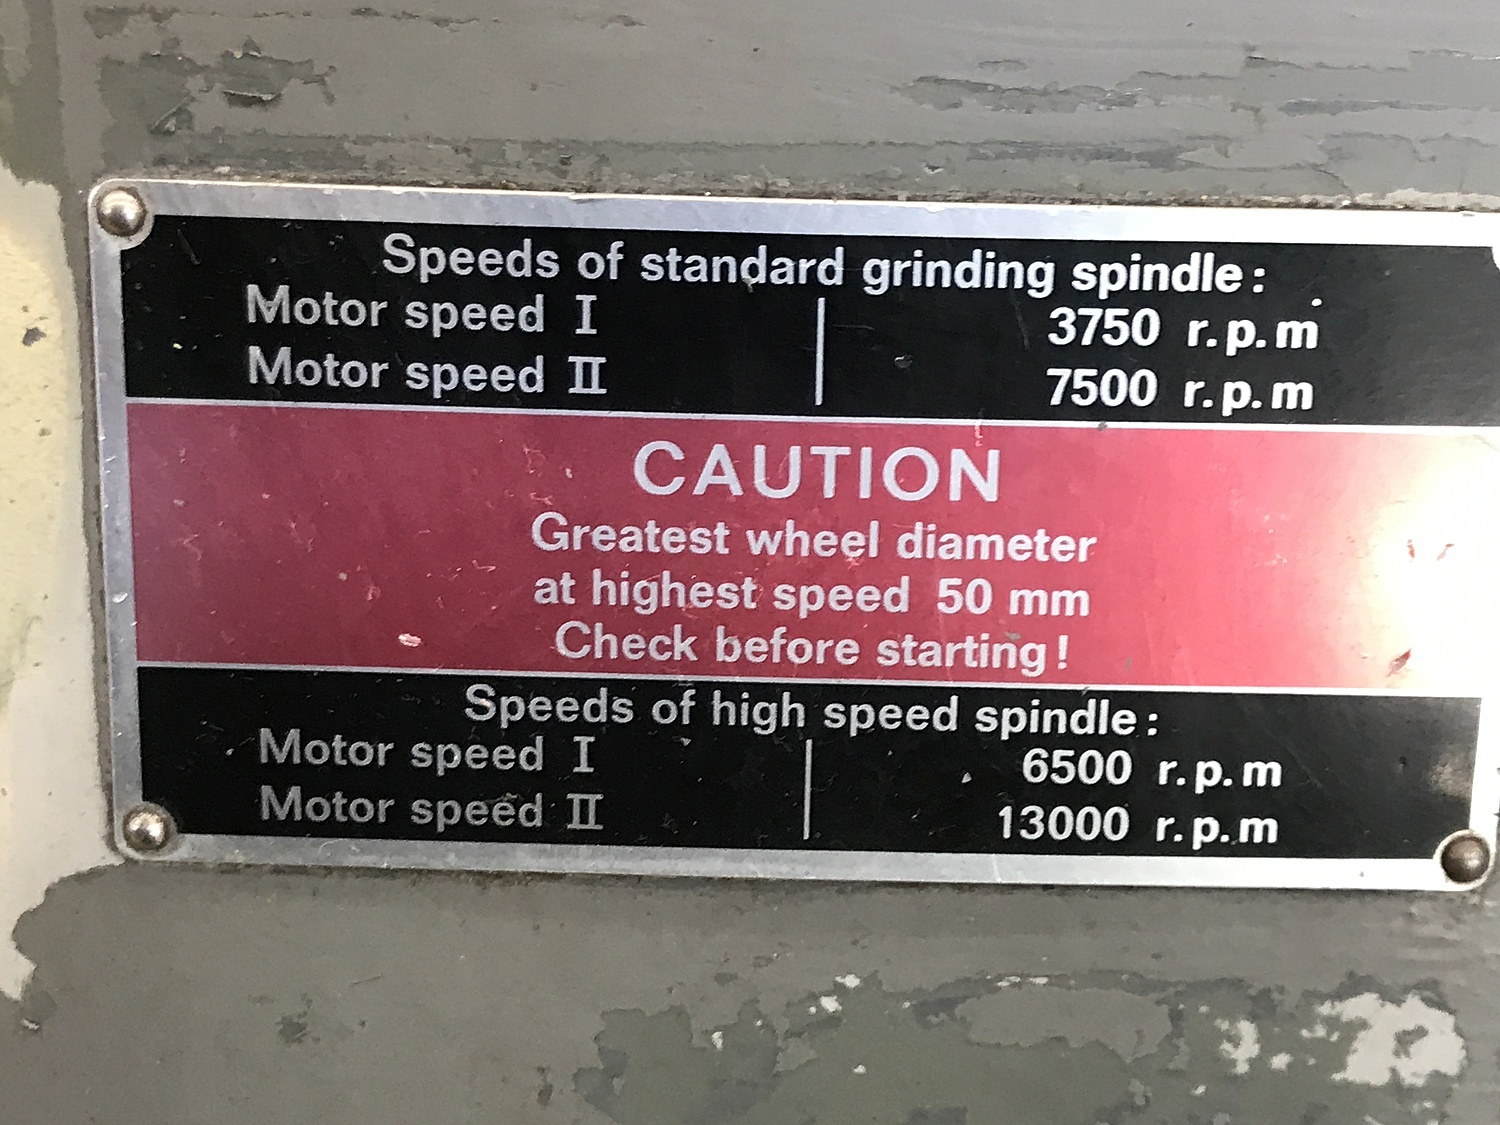 Speeds of standard grinding spindle:
Motor speed I 3750 r.p.m
Motor speed II 7500 r.p.m
CAUTION
Greatest wheel diameter
at highest speed 50 mm
Check before starting!
Speeds of high speed spindle:
Motor speed I 6500 r.p.m
Motor speed II 13000 r.p.m